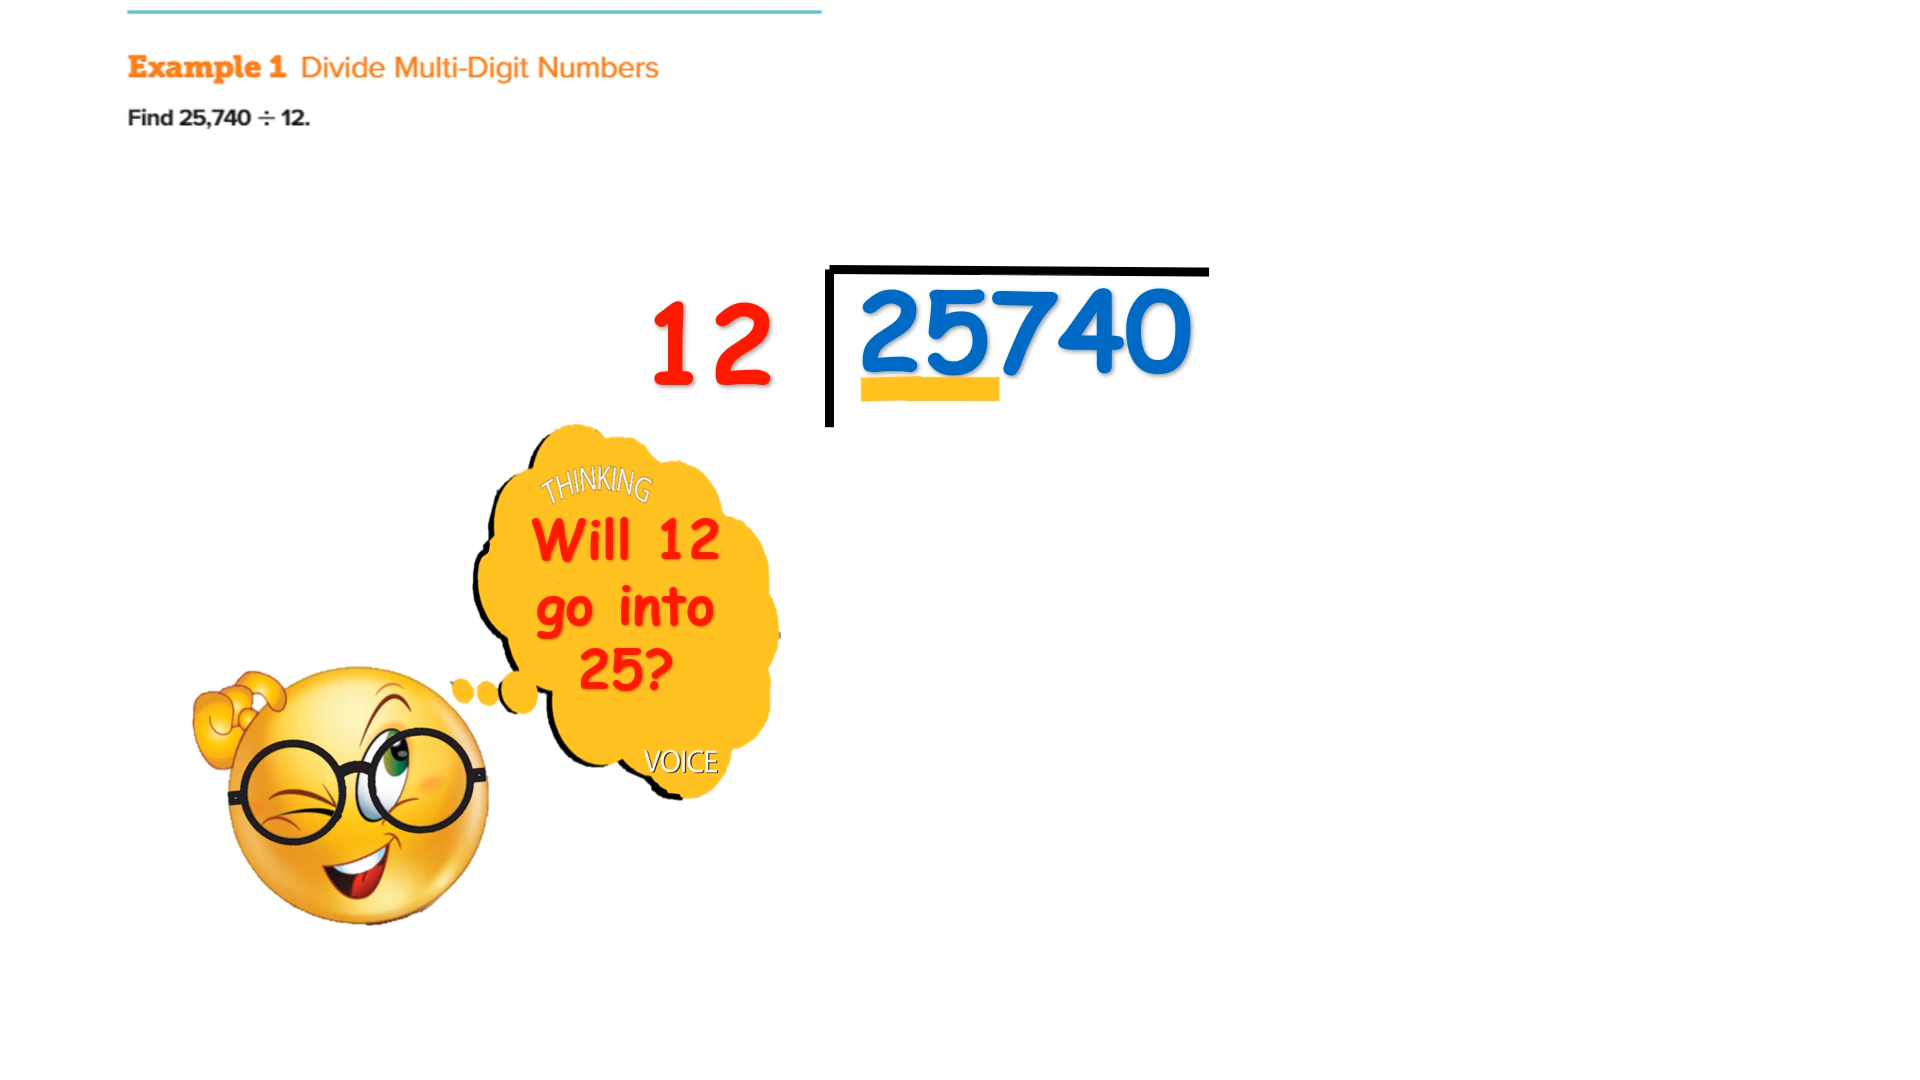 Example 1 Divide Multi-Digit Numbers
Find 25,740 ÷ 12.
12 25740
THINKING
Will 12
go into
25?
VOICE